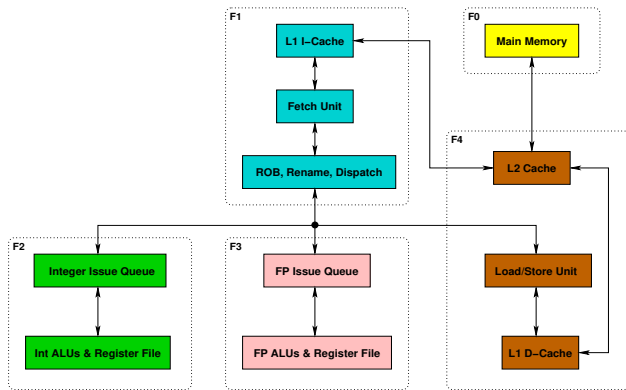 F1
L1 I-Cache
Fetch Unit
ROB, Rename, Dispatch
F0
Main Memory
F4
L2 Cache
Load/Store Unit
L1 D-Cache
F2
Integer Issue Queue
Int ALUs & Register File
F3
FP Issue Queue
FP ALUs & Register File